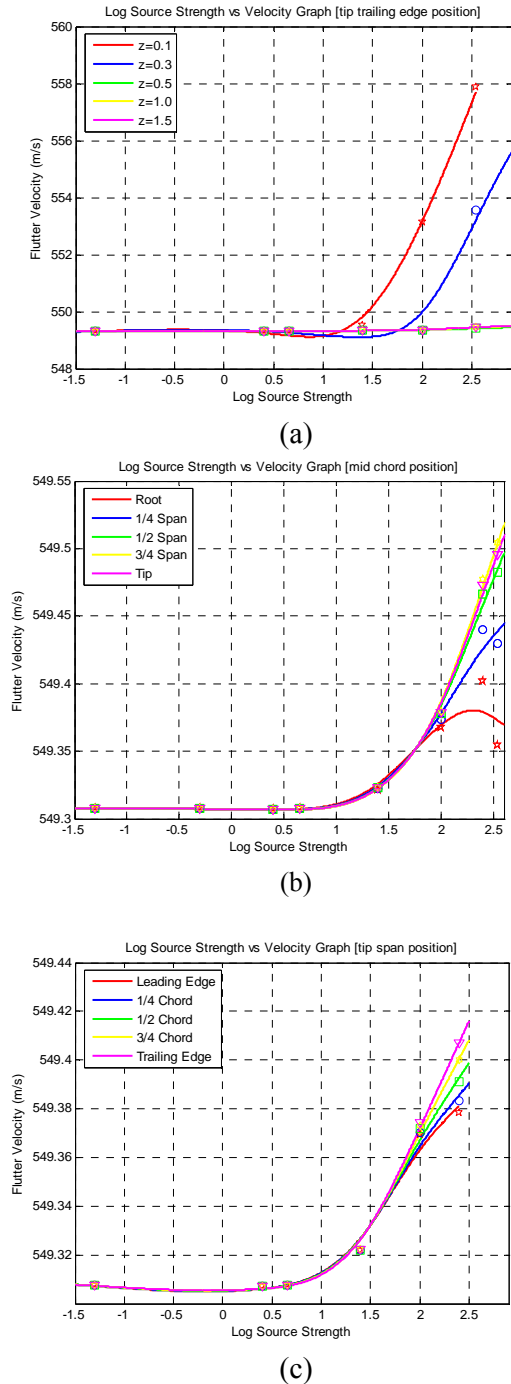 Log Source Strength vs Velocity Graph [tip trailing edge position]
560
558
556
554
552
550
548
Flutter Velocity (m/s)
z=0.1
z=0.3
z=0.5
z=1.0
z=1.5
-1.5 -1 -0.5 0 0.5 1 1.5 2 2.5
Log Source Strength
(a)
Log Source Strength vs Velocity Graph [mid chord position]
549.55
549.5
549.45
549.4
549.35
549.3
Flutter Velocity (m/s)
Root
1/4 Span
1/2 Span
3/4 Span
Tip
-1.5 -1 -0.5 0 0.5 1 1.5 2 2.5
Log Source Strength
(b)
Log Source Strength vs Velocity Graph [tip span position]
549.44
549.42
549.4
549.38
549.36
549.34
549.32
Flutter Velocity (m/s)
Leading Edge
1/4 Chord
1/2 Chord
3/4 Chord
Trailing Edge
-1.5 -1 -0.5 0 0.5 1 1.5 2.0 2.5
Log Source Strength
(c)